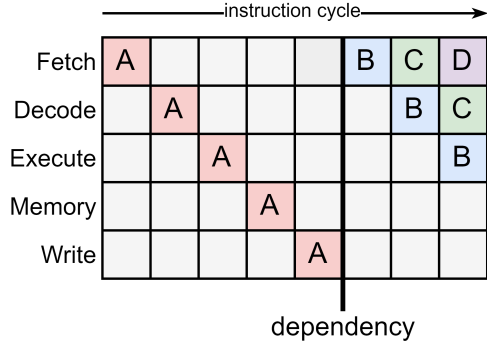 instruction cycle
Fetch A B C D
Decode A B C
Execute A B
Memory A
Write A
dependency